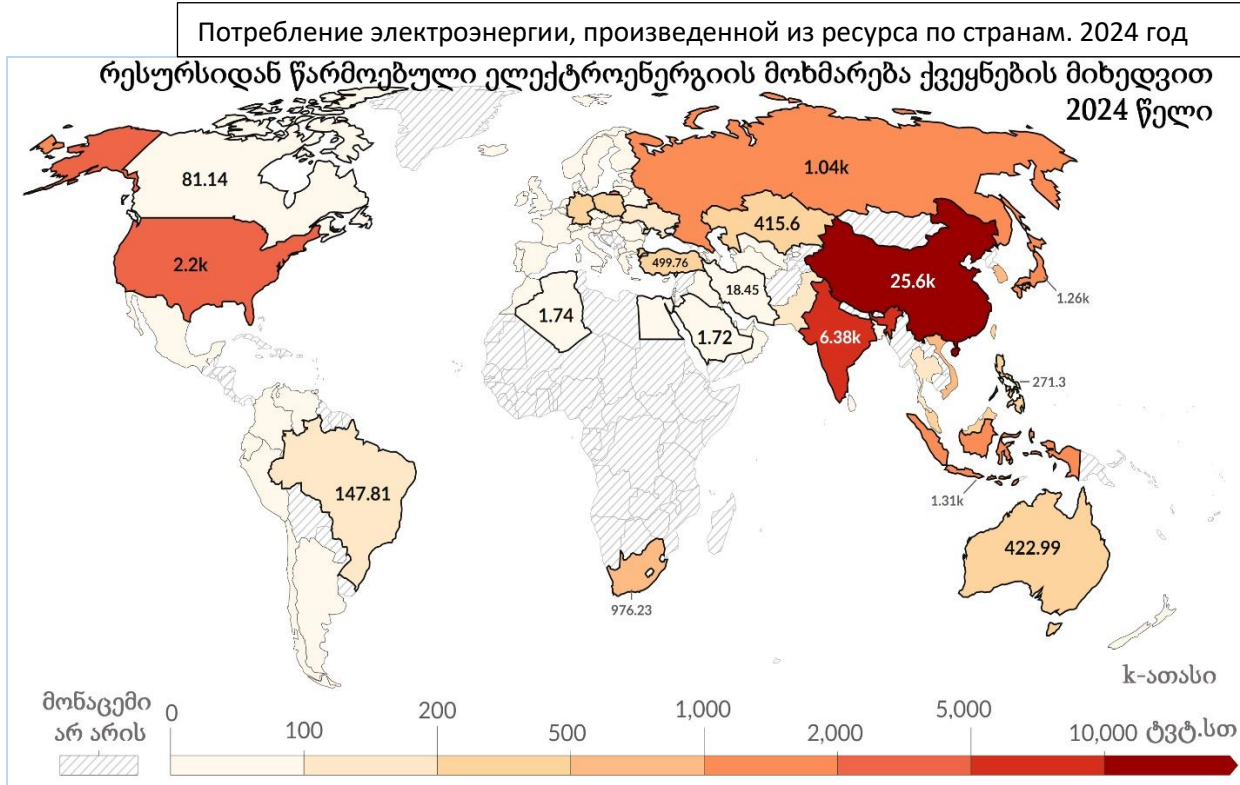 Потребление электроэнергии, произведенной из ресурса по странам. 2024 год
რესურსიდან წარმოებული ელექტროენერგიის მოხმარება ქვეყნების მიხედვით
2024 წელი
81.14
1.04k
415.6
2.2k
499.76
18.45
25.6k
1.26k
1.74
1.72
6.38k
271.3
147.81
1.31k
422.99
976.23
k-ათასი
მონაცემი
არ არის
0
100
200
500
1,000
2,000
5,000
10,000 ტვტ.სთ